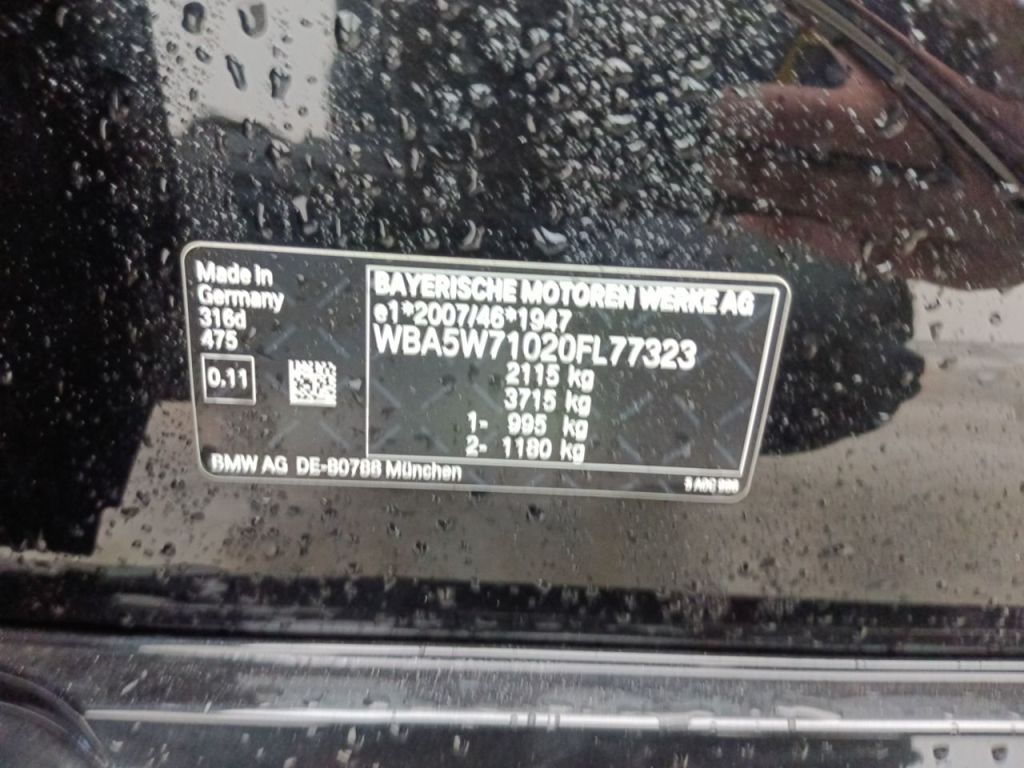 Made in
Germany
316d
475
0.11
BAYERISCHE MOTOREN WERKE AG
e1*2007/46*1947
WBA5W71020FL77323
2115 kg
3715 kg
1- 995 kg
2- 1180 kg
BMW AG DE-80788 München